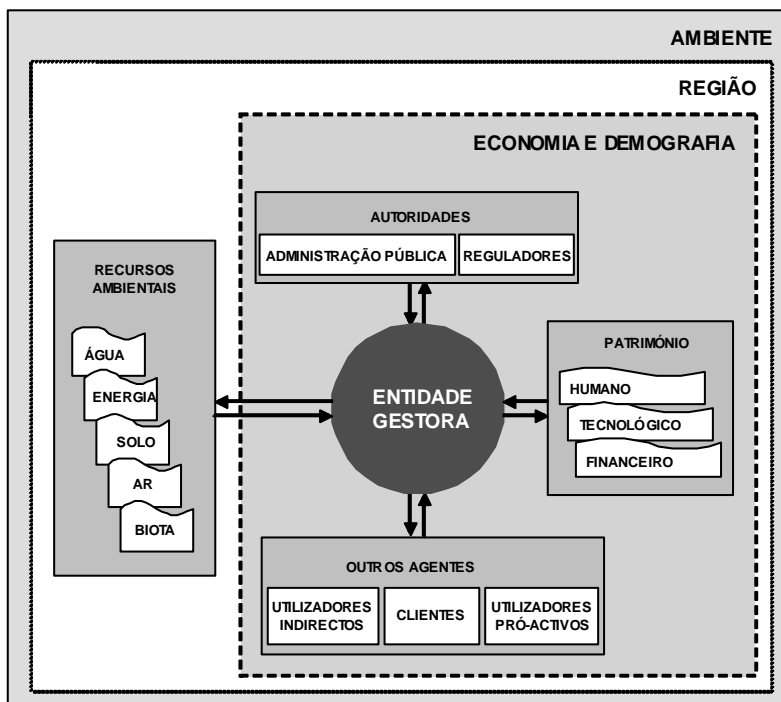 AMBIENTE
REGIÃO
ECONOMIA E DEMOGRAFIA
AUTORIDADES
ADMINISTRAÇÃO PÚBLICA
REGULADORES
RECURSOS
AMBIENTAIS
ÁGUA
ENERGIA
SOLO
AR
BIOTA
ENTIDADE
GESTORA
PATRIMÓNIO
HUMANO
TECNOLÓGICO
FINANCEIRO
OUTROS AGENTES
UTILIZADORES
INDIRECTOS
CLIENTES
UTILIZADORES
PRÓ-ACTIVOS